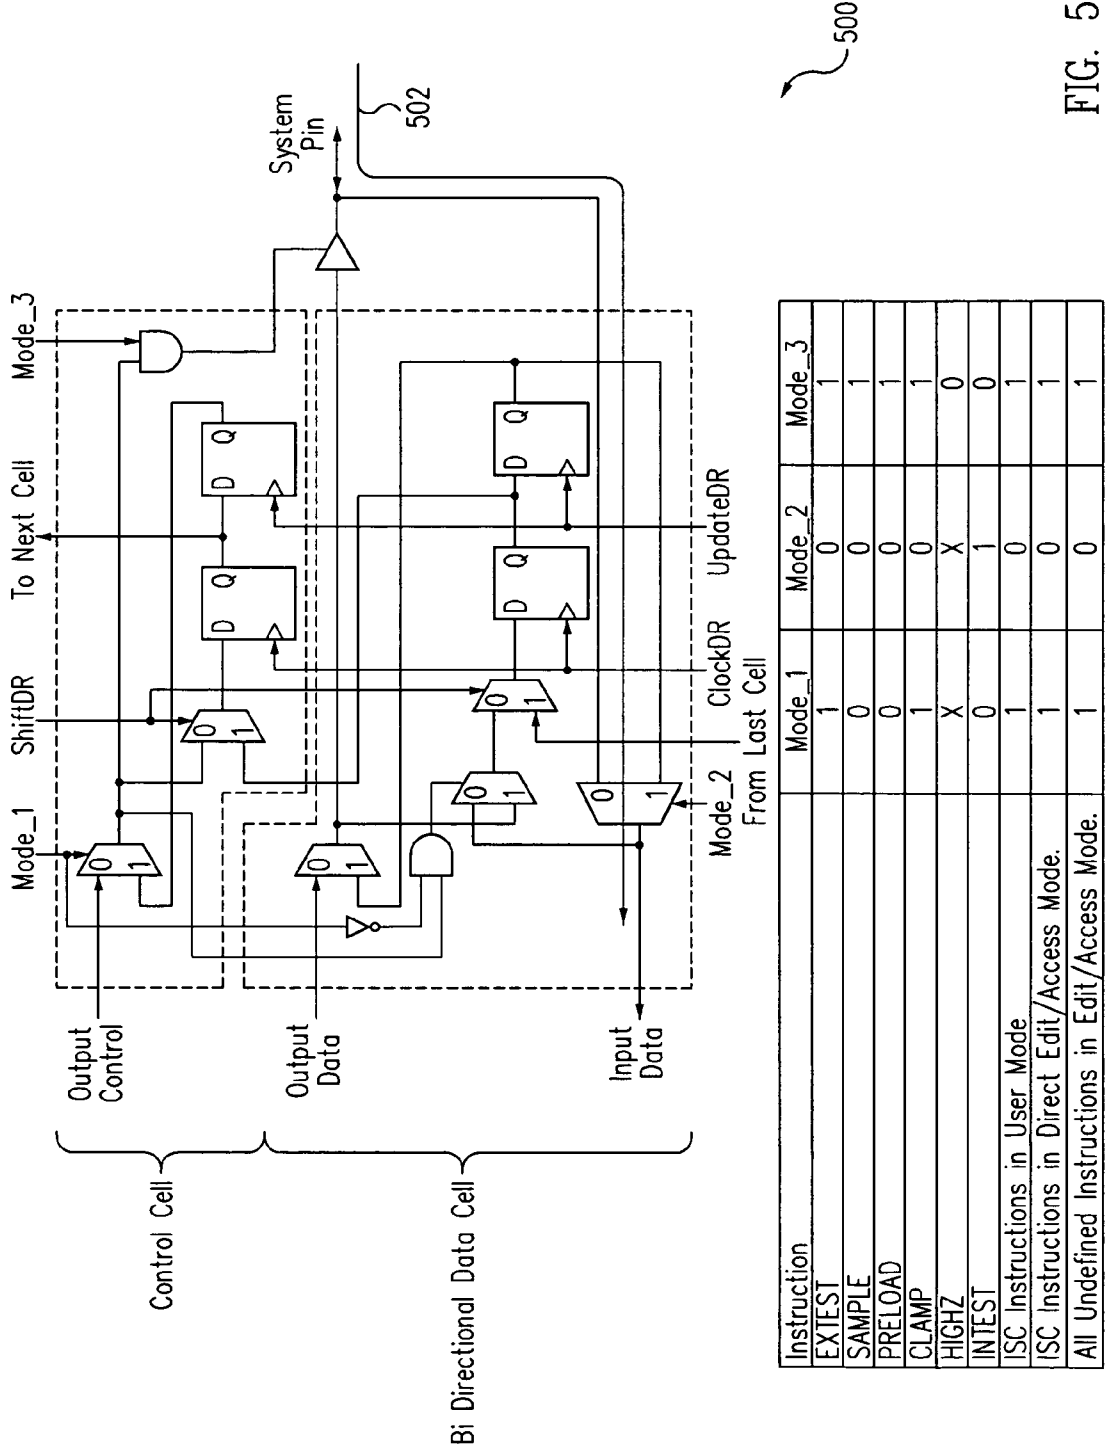 Mode_1
ShiftDR
To Next Cell
Mode_3
Output
Control
0
1
0
1
D
Q
D
Q
System
Pin
502
Output
Data
0
1
0
1
0
1
D
Q
D
Q
Input
Data
0
1
Mode_2
From Last Cell
ClockDR
UpdateDR
Control Cell
Bi Directional Data Cell
500
Instruction Mode_1 Mode_2 Mode_3
EXTEST 1 0 1
SAMPLE 0 0 1
PRELOAD 0 0 1
CLAMP 1 0 1
HIGHZ X X 0
INTEST 0 1 0
ISC Instructions in User Mode 1 0 1
ISC Instructions in Direct Edit/Access Mode. 1 0 1
All Undefined Instructions in Edit/Access Mode. 1 0 1
FIG. 5